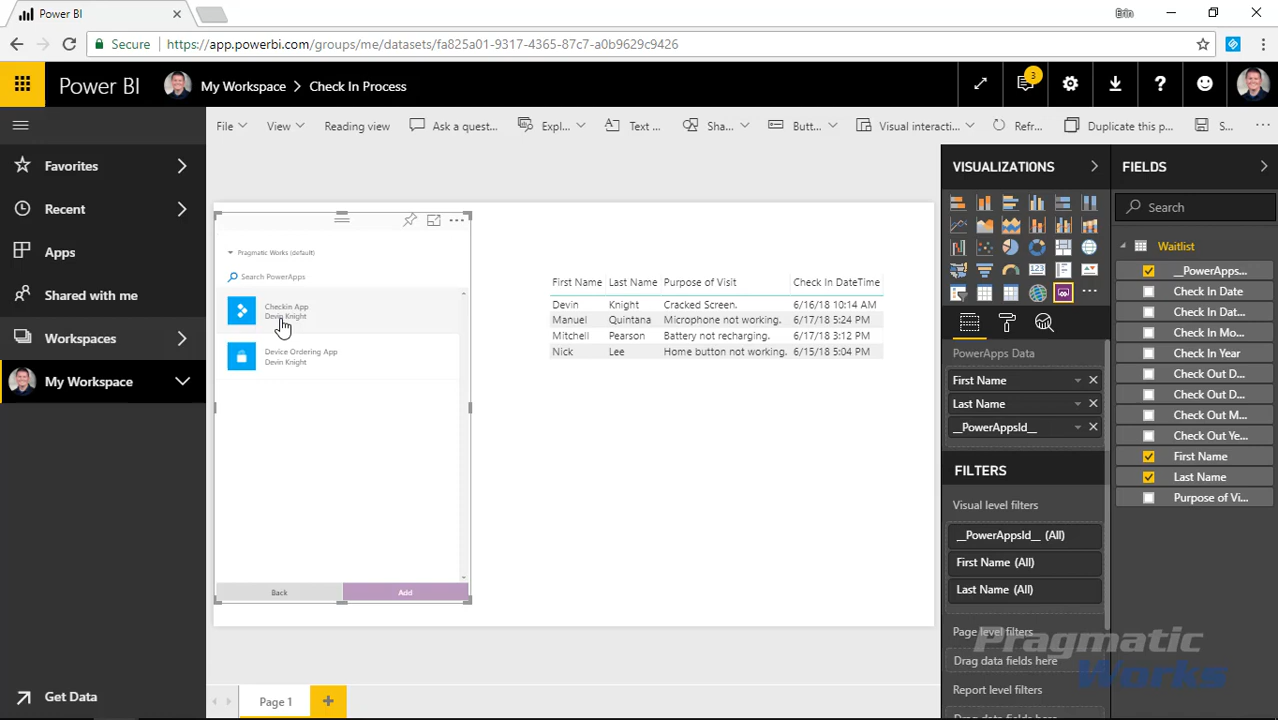 Power BI
Erin
Secure
https://app.powerbi.com/groups/me/datasets/fa825a01-9317-4365-87c7-a0b9629c9426
Power BI
My Workspace
Check In Process
3
File
View
Reading view
Ask a quest...
Expl...
Text ...
Sha...
Butt...
Visual interacti...
Refr...
Duplicate this p...
S...
Favorites
Recent
Apps
Shared with me
Workspaces
My Workspace
Get Data
Pragmatic Works (default)
Search PowerApps
Checkin App
Devin Knight
Device Ordering App
Devin Knight
Back
Add
First Name Last Name Purpose of Visit Check In DateTime
Devin Knight Cracked Screen. 6/16/18 10:14 AM
Manuel Quintana Microphone not working. 6/17/18 5:24 PM
Mitchell Pearson Battery not recharging. 6/17/18 3:12 PM
Nick Lee Home button not working. 6/15/18 5:04 PM
Page 1
VISUALIZATIONS
PowerApps Data
First Name
Last Name
__PowerAppsId__
FILTERS
Visual level filters
__PowerAppsId__ (All)
First Name (All)
Last Name (All)
Page level filters
Drag data fields here
Report level filters
Drag data fields here
FIELDS
Search
Waitlist
__PowerApps...
Check In Date
Check In Dat...
Check In Mo...
Check In Year
Check Out D...
Check Out D...
Check Out M...
Check Out Ye...
First Name
Last Name
Purpose of Vi...
Pragmatic
Works